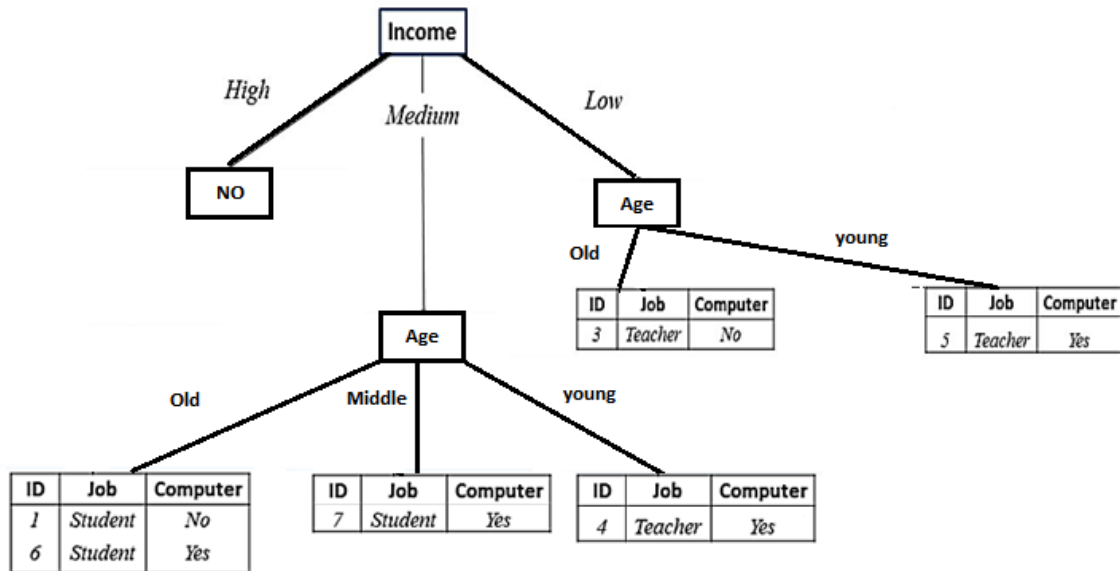 Income
High
Medium
Low
NO
Age
Old
young
ID Job Computer
3 Teacher No
ID Job Computer
5 Teacher Yes
Age
Old
Middle
young
ID Job Computer
1 Student No
6 Student Yes
ID Job Computer
7 Student Yes
ID Job Computer
4 Teacher Yes